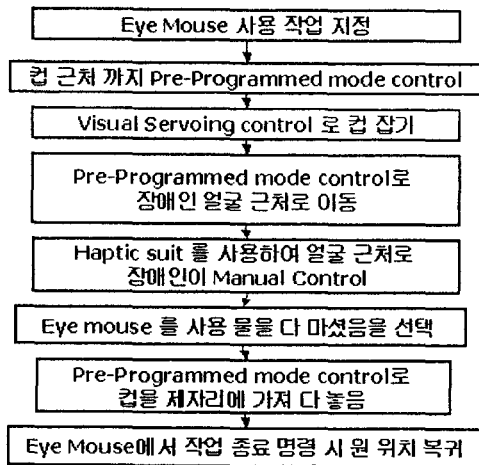 Eye Mouse 사용 작업 지정
컵 근처 까지 Pre-Programmed mode control
Visual Servoing control 로 컵 잡기
Pre-Programmed mode control로
장애인 얼굴 근처로 이동
Haptic suit 를 사용하여 얼굴 근처로
장애인이 Manual Control
Eye mouse 를 사용 물물 다 마셨음을 선택
Pre-Programmed mode control로
컵믈 제자리에 가져 다 놓음
Eye Mouse에서 작업 종료 명령 시 원 위치 복귀